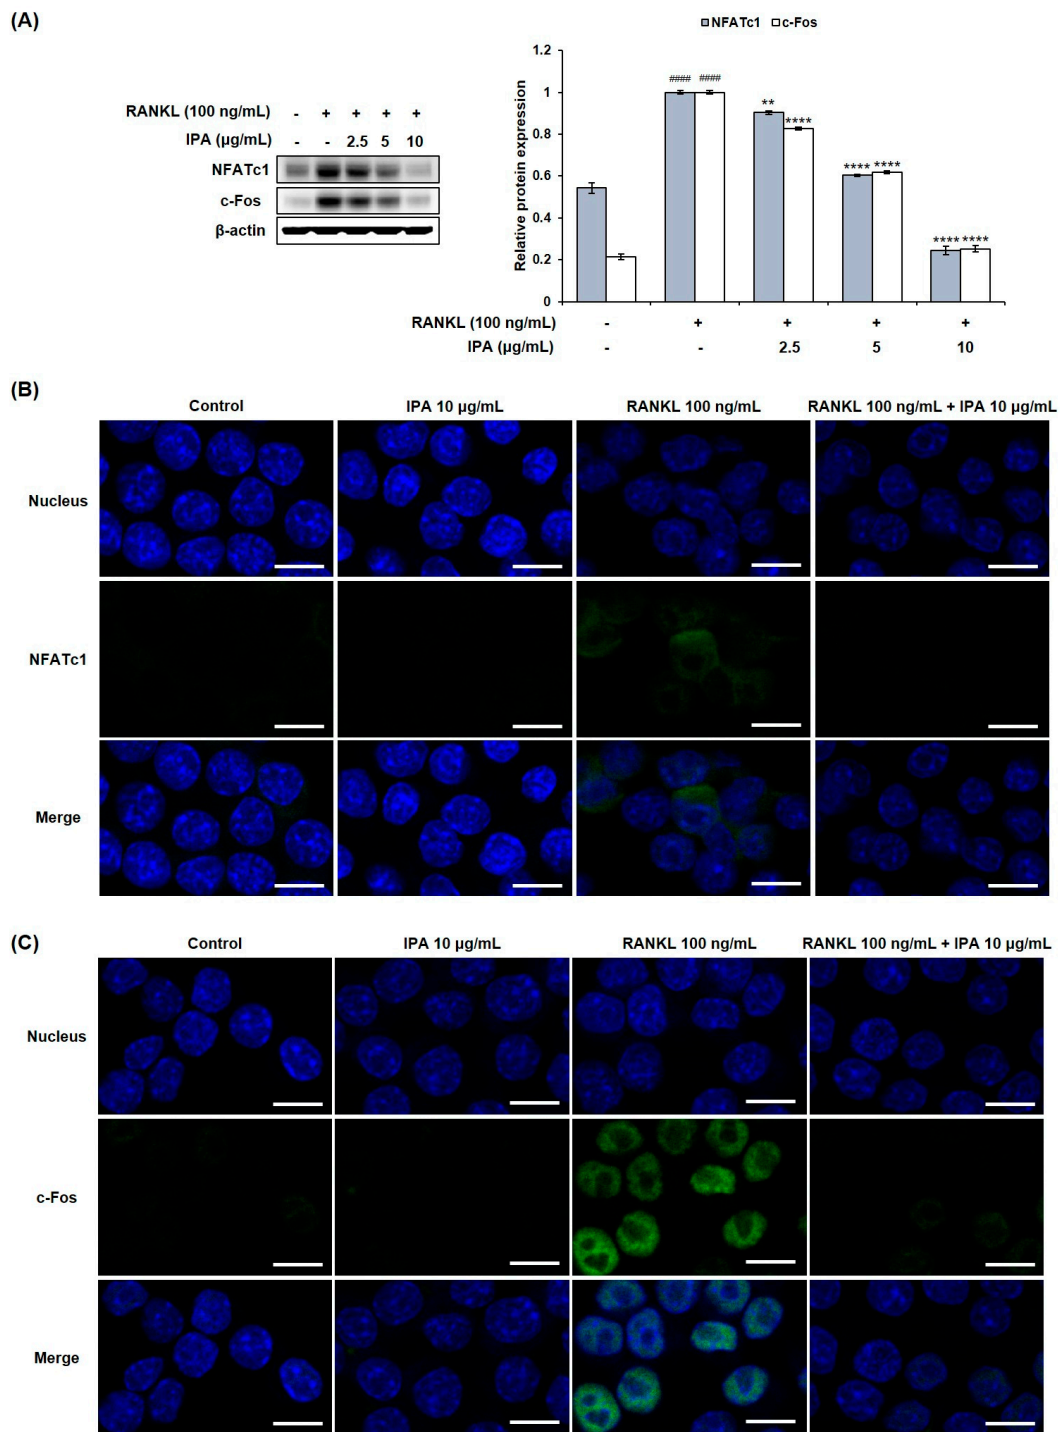 (A)
RANKL (100 ng/mL) - + + + +
IPA (µg/mL) - - 2.5 5 10
NFATc1
c-Fos
β-actin
NFATc1 c-Fos
Relative protein expression
1.2
1
0.8
0.6
0.4
0.2
0
#### ####
** ****
**** ****
**** ****
RANKL (100 ng/mL) - + + + +
IPA (µg/mL) - - 2.5 5 10
(B)
Control IPA 10 µg/mL RANKL 100 ng/mL RANKL 100 ng/mL + IPA 10 µg/mL
Nucleus
NFATc1
Merge
(C)
Control IPA 10 µg/mL RANKL 100 ng/mL RANKL 100 ng/mL + IPA 10 µg/mL
Nucleus
c-Fos
Merge